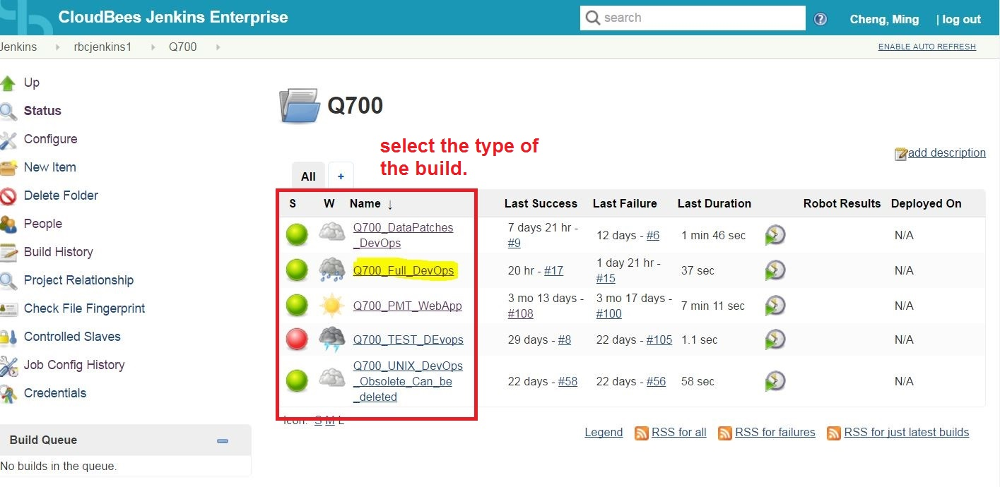 CloudBees Jenkins Enterprise
search
Cheng, Ming | log out
Jenkins rbcjenkins1 Q700
ENABLE AUTO REFRESH
Up
Status
Configure
New Item
Delete Folder
People
Build History
Project Relationship
Check File Fingerprint
Controlled Slaves
Job Config History
Credentials
Build Queue
No builds in the queue.
Q700
select the type of
the build.
add description
All +
S W Name ↓ Last Success Last Failure Last Duration Robot Results Deployed On
Q700_DataPatches
_DevOps
7 days 21 hr -
#9
12 days - #6
1 min 46 sec
N/A
Q700_Full_DevOps
20 hr - #17
1 day 21 hr -
#15
37 sec
N/A
Q700_PMT_WebApp
3 mo 13 days -
#108
3 mo 17 days -
#100
7 min 11 sec
N/A
Q700_TEST_DEvops
29 days - #8
22 days - #105
1.1 sec
N/A
Q700_UNIX_DevOps
_Obsolete_Can_be
_deleted
22 days - #58
22 days - #56
58 sec
N/A
Icon: S M L
Legend RSS for all RSS for failures RSS for just latest builds